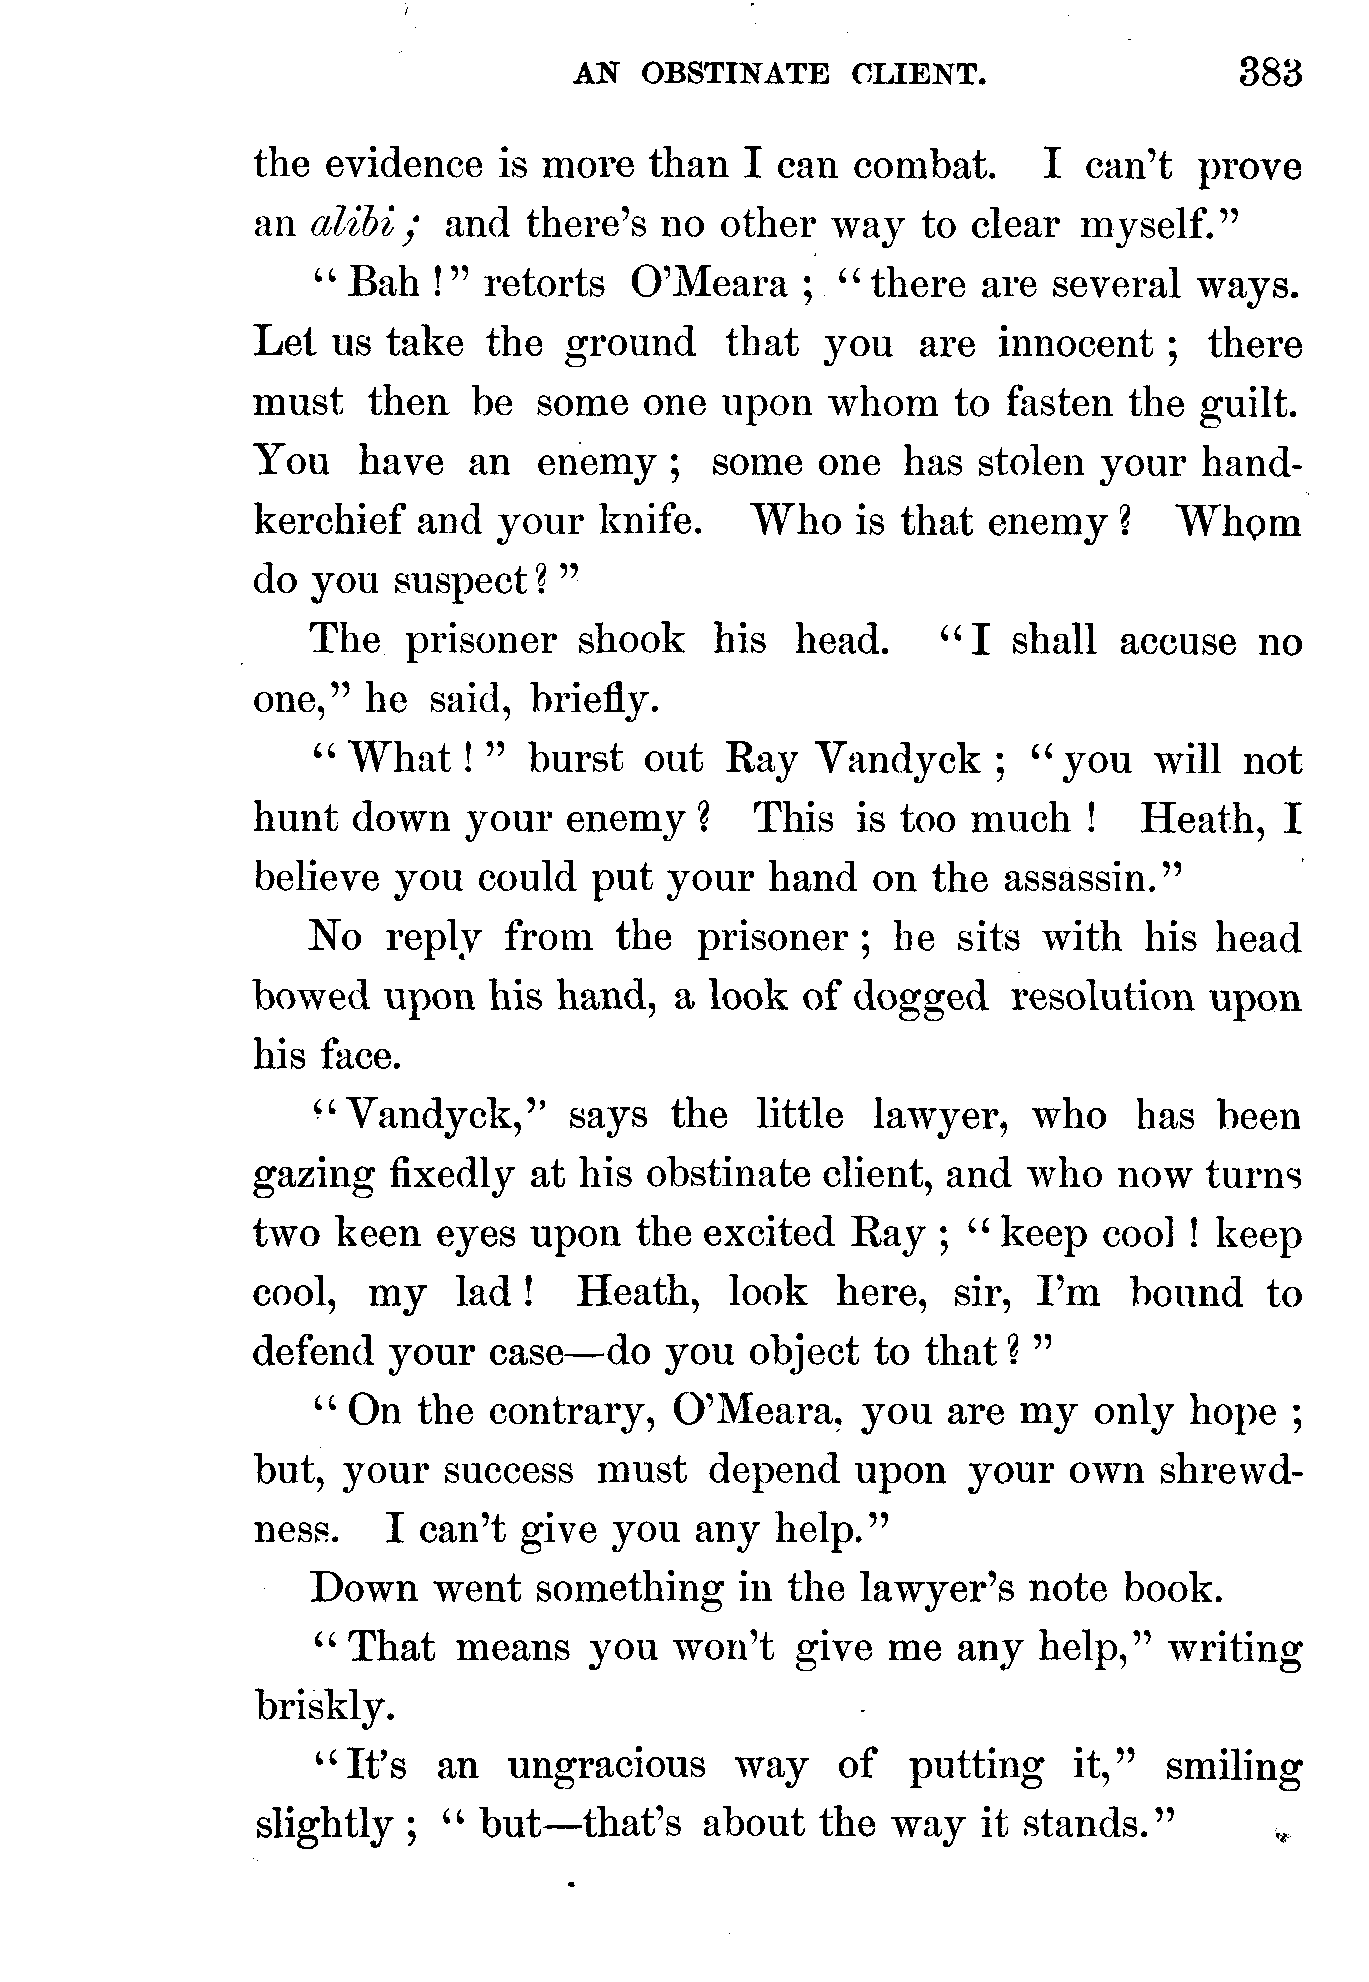 AN OBSTINATE CLIENT. 383
the evidence is more than I can combat. I can't prove
an alibi; and there's no other way to clear myself."
"Bah!" retorts O'Meara; "there are several ways.
Let us take the ground that you are innocent; there
must then be some one upon whom to fasten the guilt.
You have an enemy; some one has stolen your hand-
kerchief and your knife. Who is that enemy? Whom
do you suspect?"
The prisoner shook his head. "I shall accuse no
one," he said, briefly.
"What!" burst out Ray Vandyck; "you will not
hunt down your enemy? This is too much! Heath, I
believe you could put your hand on the assassin."
No reply from the prisoner; he sits with his head
bowed upon his hand, a look of dogged resolution upon
his face.
"Vandyck," says the little lawyer, who has been
gazing fixedly at his obstinate client, and who now turns
two keen eyes upon the excited Ray; "keep cool! keep
cool, my lad! Heath, look here, sir, I'm bound to
defend your case—do you object to that?"
"On the contrary, O'Meara, you are my only hope;
but, your success must depend upon your own shrewd-
ness. I can't give you any help."
Down went something in the lawyer's note book.
"That means you won't give me any help," writing
briskly.
"It's an ungracious way of putting it," smiling
slightly; "but—that's about the way it stands."